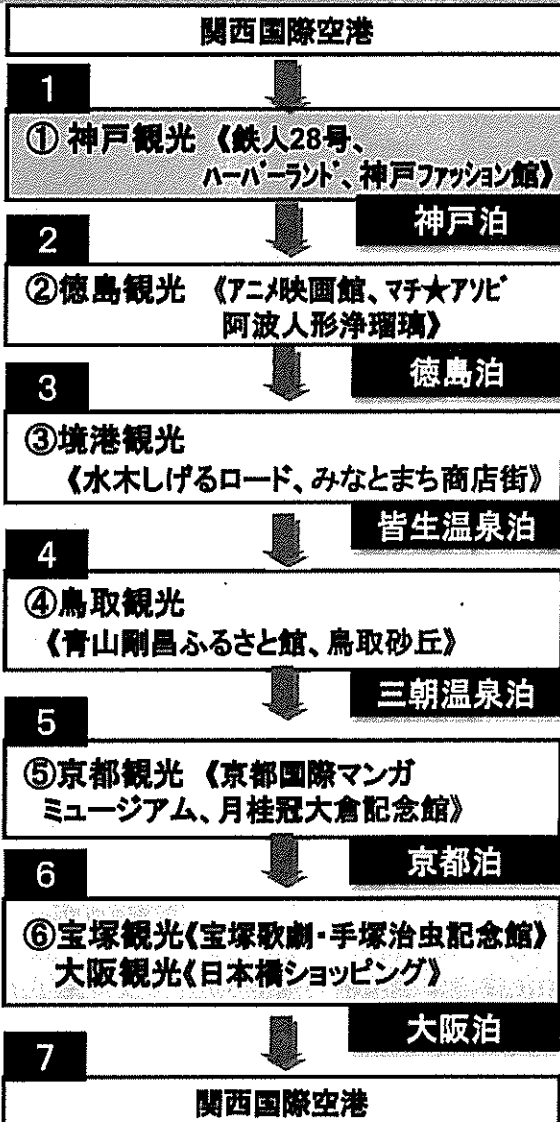 関西国際空港
1
① 神戸観光 《鉄人28号、
ハーバーランド、神戸ファッション館》
神戸泊
2
②徳島観光 《アニメ映画館、マチ★アソビ
阿波人形浄瑠璃》
徳島泊
3
③境港観光
《水木しげるロード、みなとまち商店街》
皆生温泉泊
4
④鳥取観光
《青山剛昌ふるさと館、鳥取砂丘》
三朝温泉泊
5
⑤京都観光 《京都国際マンガ
ミュージアム、月桂冠大倉記念館》
京都泊
6
⑥宝塚観光《宝塚歌劇・手塚治虫記念館》
大阪観光《日本橋ショッピング》
大阪泊
7
関西国際空港